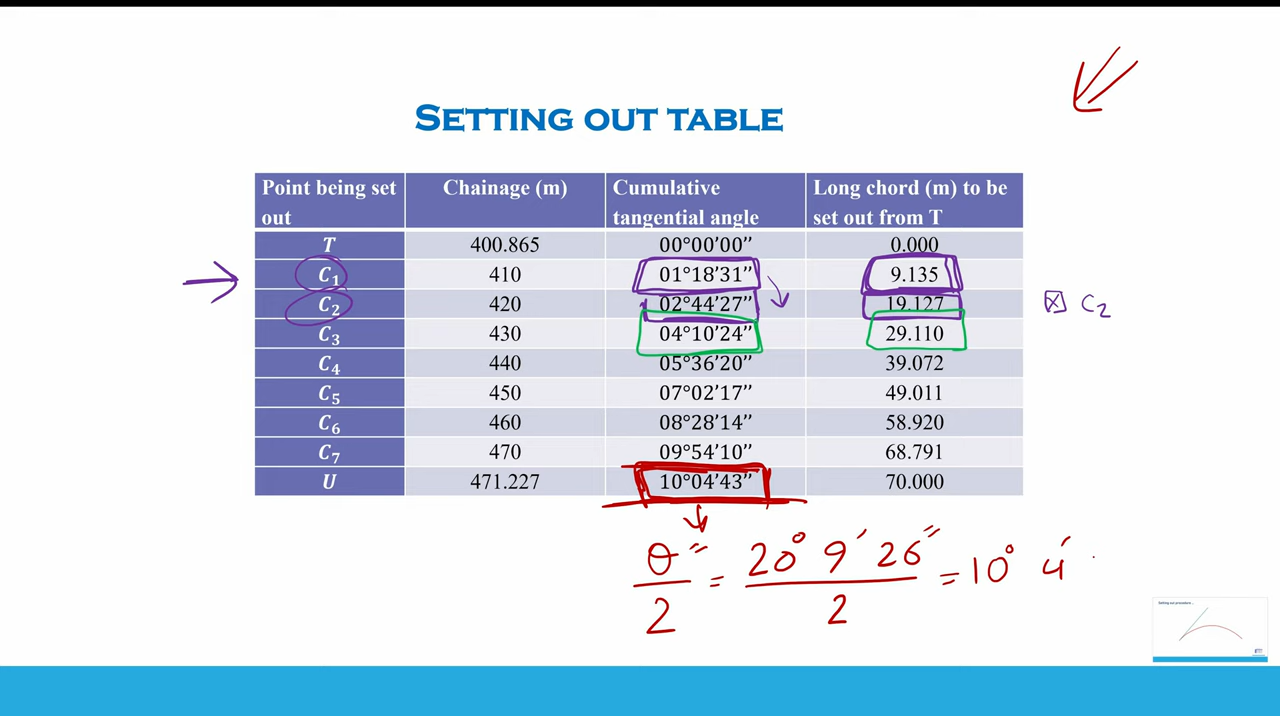 SETTING OUT TABLE
Point being set out Chainage (m) Cumulative tangential angle Long chord (m) to be set out from T
T 400.865 00°00’00” 0.000
C₁ 410 01°18’31” 9.135
C₂ 420 02°44’27” 19.127
C₃ 430 04°10’24” 29.110
C₄ 440 05°36’20” 39.072
C₅ 450 07°02’17” 49.011
C₆ 460 08°28’14” 58.920
C₇ 470 09°54’10” 68.791
U 471.227 10°04’43” 70.000
C₂
θ″/2 = 20° 9′ 26″/2 = 10° 4′
Setting out procedure ..